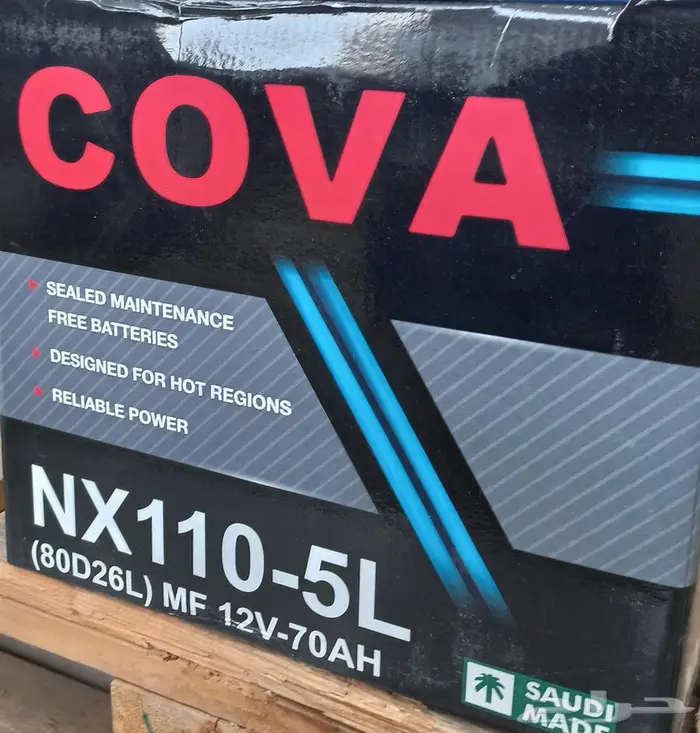 COVA
SEALED MAINTENANCE
FREE BATTERIES
DESIGNED FOR HOT REGIONS
RELIABLE POWER
NX110-5L
(80D26L) MF 12V-70AH
SAUDI
MADE
حراج